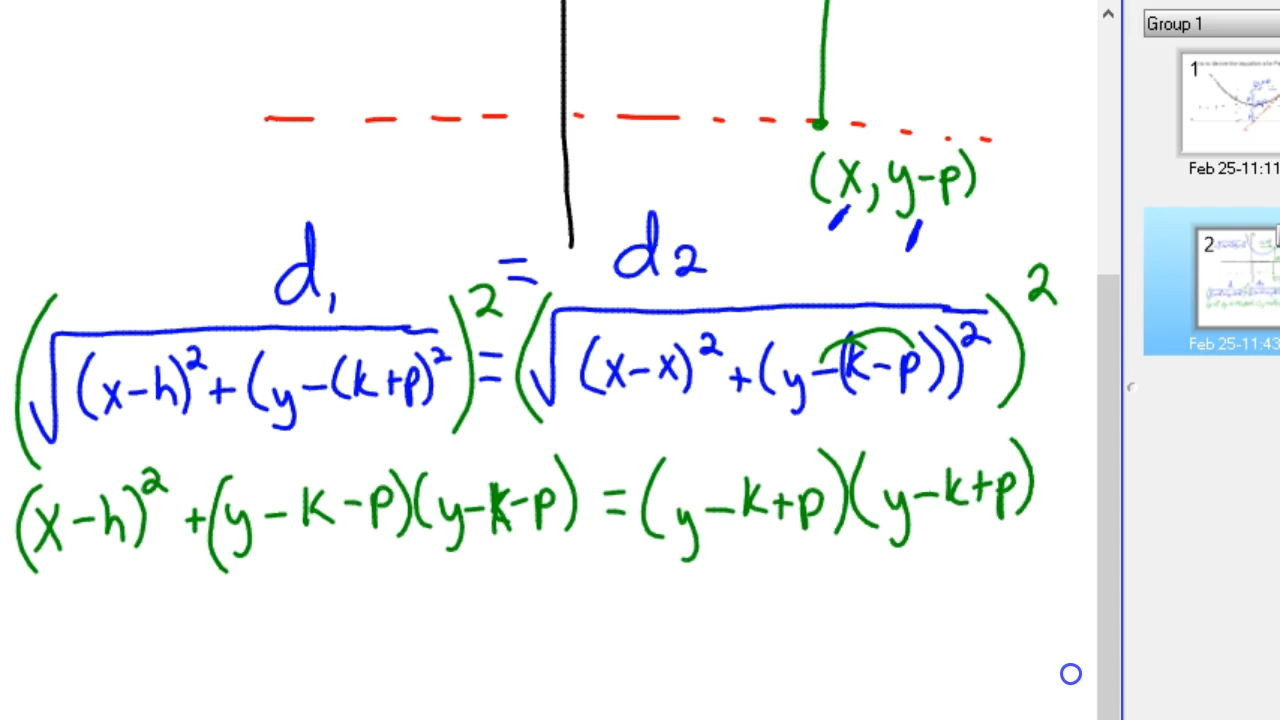 (x, y-p)
d₁ = d₂
(√((x-h)² + (y-(k+p)²)² = (√((x-x)² + (y-(k-p))²)²
(x-h)² + (y-k-p)(y-k-p) = (y-k+p)(y-k+p)
Group 1
1
Feb 25-11:11
2
Feb 25-11:43